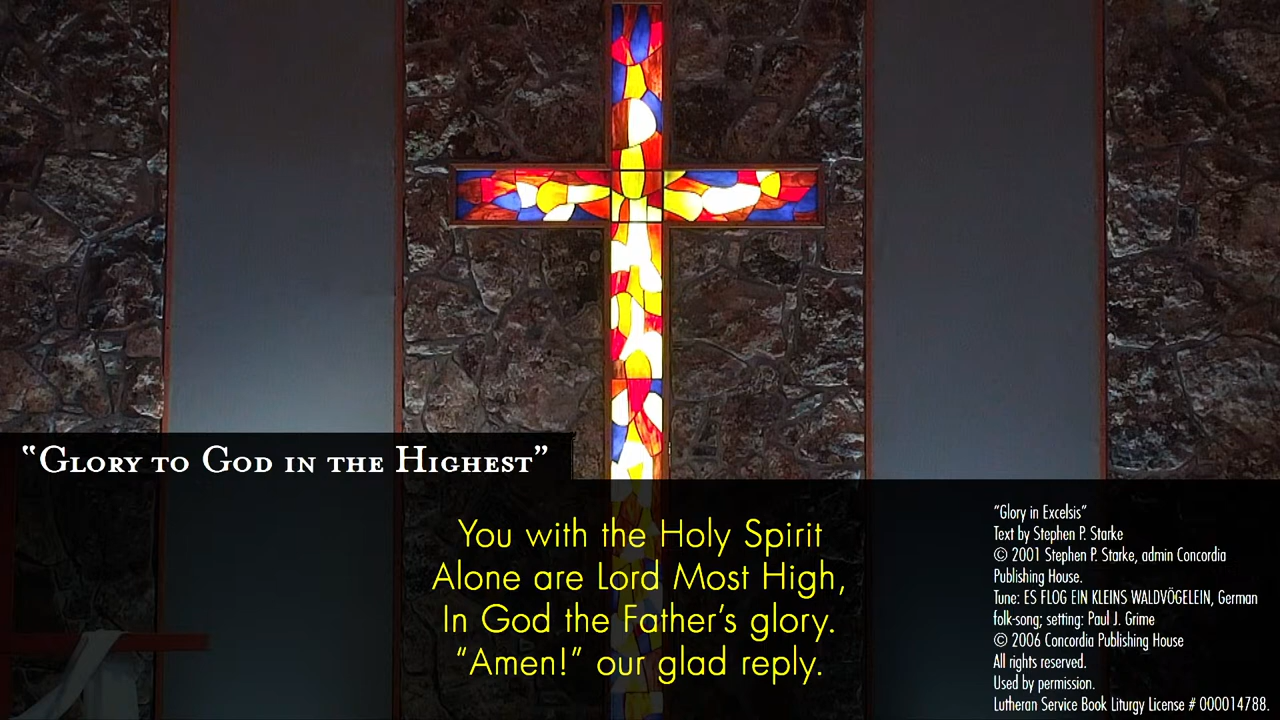 “Glory to God in the Highest”
You with the Holy Spirit
Alone are Lord Most High,
In God the Father’s glory.
“Amen!” our glad reply.
“Glory in Excelsis”
Text by Stephen P. Starke
© 2001 Stephen P. Starke, admin Concordia
Publishing House.
Tune: ES FLOG EIN KLEINS WALDVÖGELEIN, German
folk-song; setting: Paul J. Grime
© 2006 Concordia Publishing House
All rights reserved.
Used by permission.
Lutheran Service Book Liturgy License # 000014788.